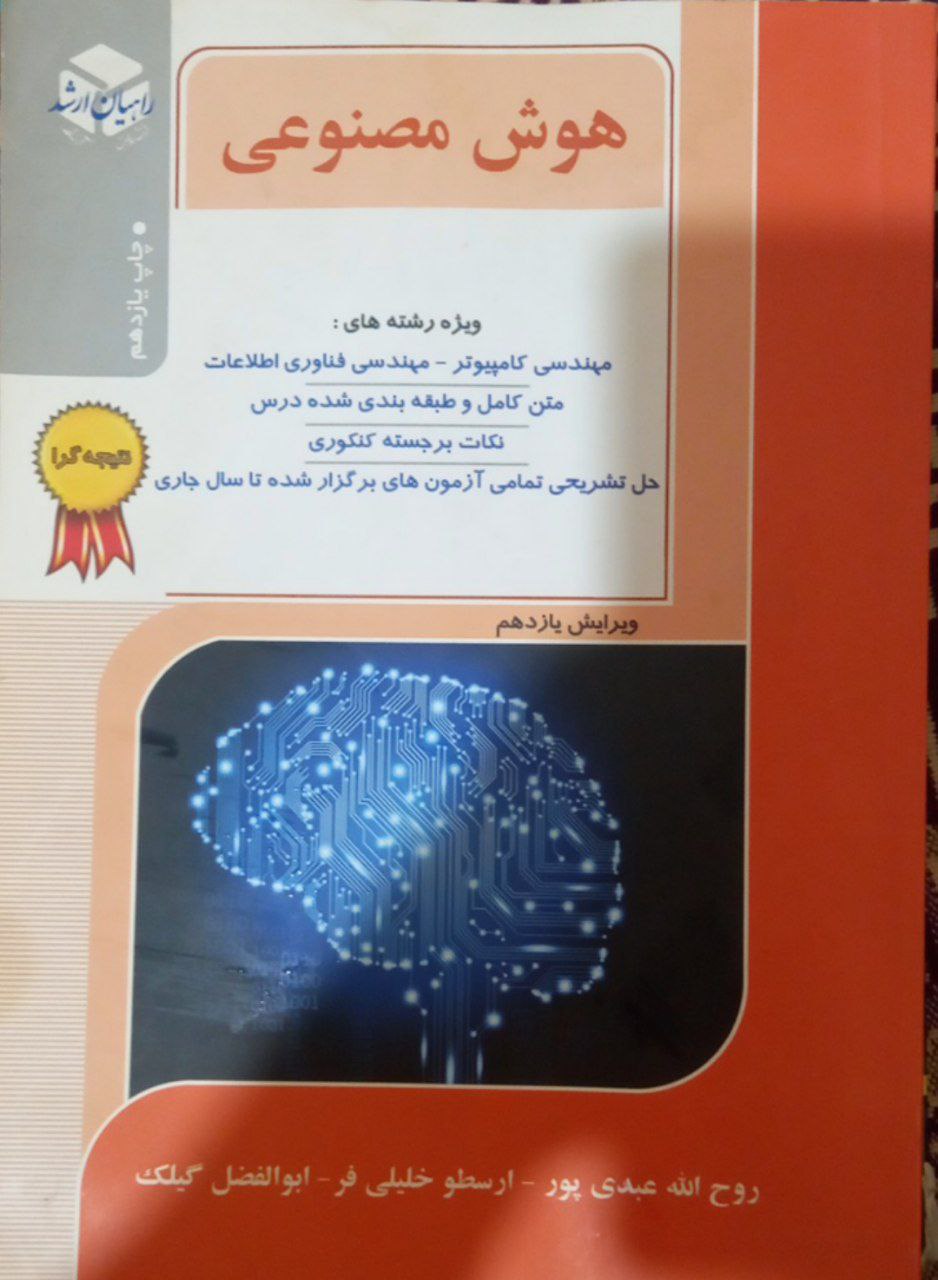 راهیان ارشد
هوش مصنوعی
چاپ یازدهم
ویژه رشته های :
مهندسی کامپیوتر - مهندسی فناوری اطلاعات
متن کامل و طبقه بندی شده درس
نکات برجسته کنکوری
حل تشریحی تمامی آزمون های برگزار شده تا سال جاری
نتیجه گرا
ویرایش یازدهم
روح الله عبدی پور - ارسطو خلیلی فر - ابوالفضل گیلک